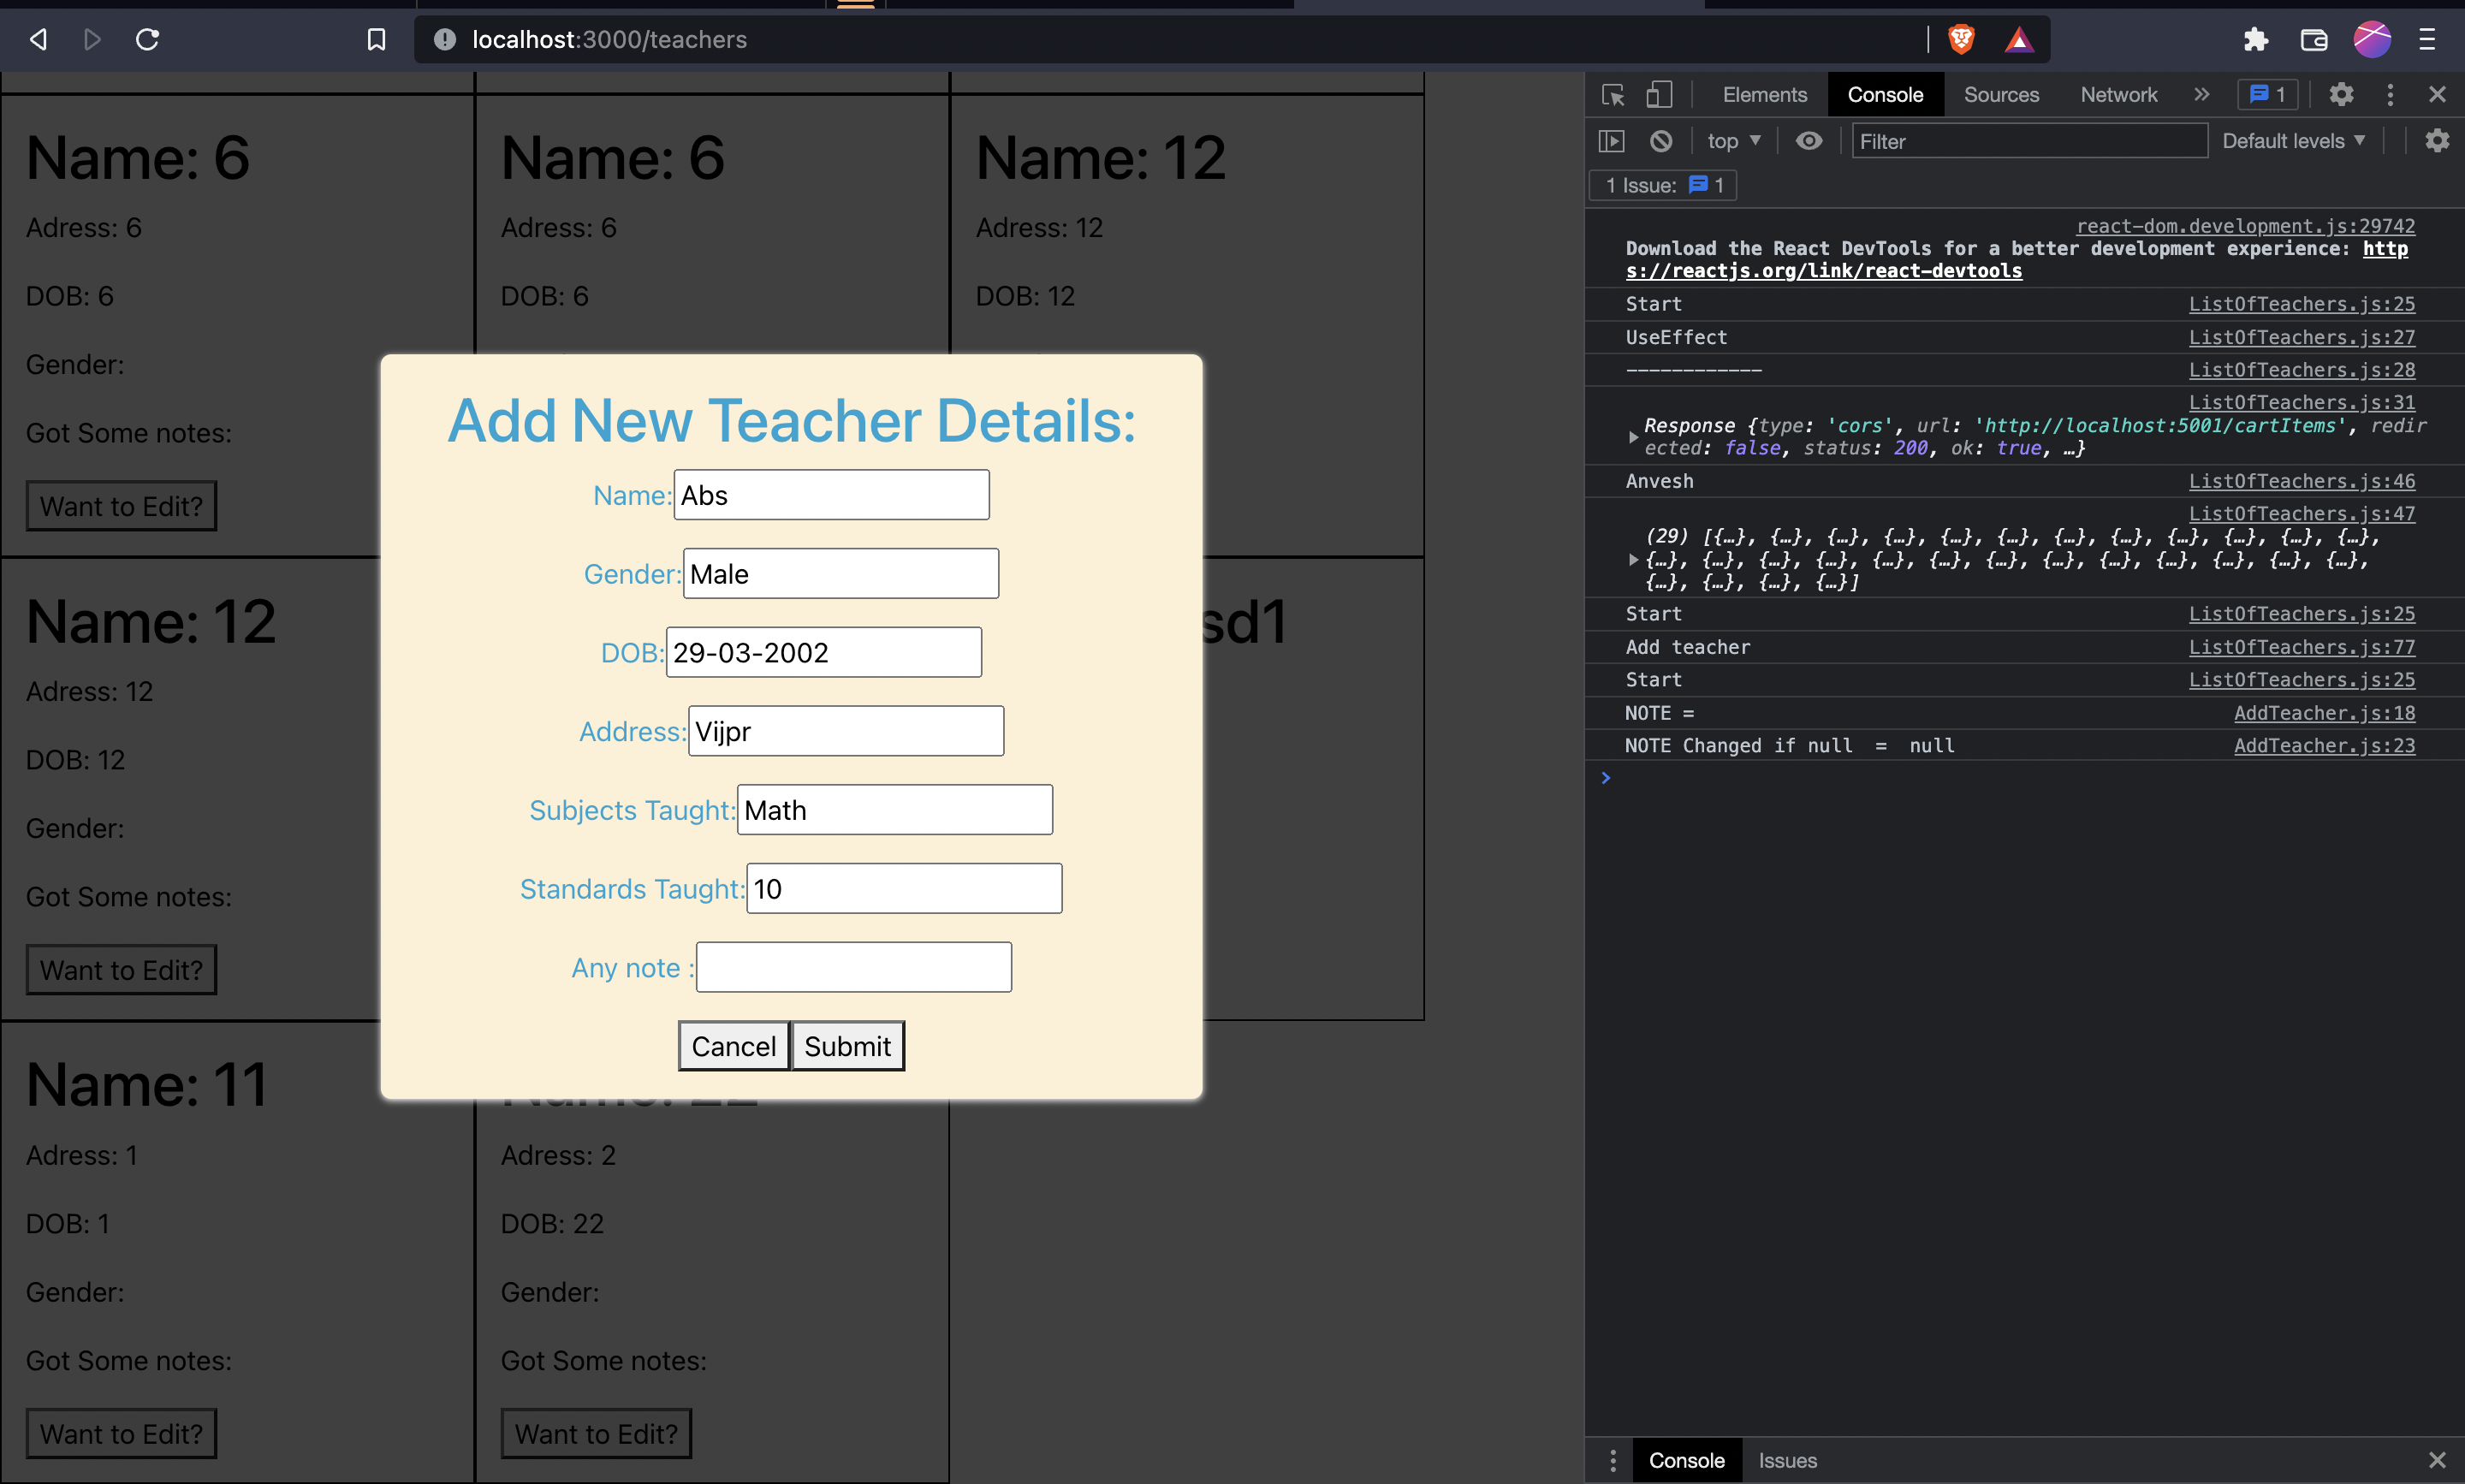 localhost:3000/teachers
Name: 6
Adress: 6
DOB: 6
Gender:
Got Some notes:
Want to Edit?
Name: 6
Adress: 6
DOB: 6
Name: 12
Adress: 12
DOB: 12
Name: 12
Adress: 12
DOB: 12
Gender:
Got Some notes:
Want to Edit?
sd1
Name: 11
Adress: 1
DOB: 1
Gender:
Got Some notes:
Want to Edit?
Adress: 2
DOB: 22
Gender:
Got Some notes:
Want to Edit?
Add New Teacher Details:
Name: Abs
Gender: Male
DOB: 29-03-2002
Address: Vijpr
Subjects Taught: Math
Standards Taught: 10
Any note :
Cancel Submit
Elements Console Sources Network » 1
top ▼ Filter Default levels ▼
1 Issue: 1
react-dom.development.js:29742
Download the React DevTools for a better development experience: http
s://reactjs.org/link/react-devtools
Start ListOfTeachers.js:25
UseEffect ListOfTeachers.js:27
------------ ListOfTeachers.js:28
ListOfTeachers.js:31
Response {type: 'cors', url: 'http://localhost:5001/cartItems', redir
ected: false, status: 200, ok: true, …}
Anvesh ListOfTeachers.js:46
ListOfTeachers.js:47
(29) [{…}, {…}, {…}, {…}, {…}, {…}, {…}, {…}, {…}, {…}, {…}, {…},
{…}, {…}, {…}, {…}, {…}, {…}, {…}, {…}, {…}, {…}, {…}, {…}, {…},
{…}, {…}, {…}, {…}]
Start ListOfTeachers.js:25
Add teacher ListOfTeachers.js:77
Start ListOfTeachers.js:25
NOTE = AddTeacher.js:18
NOTE Changed if null = null AddTeacher.js:23
Console Issues